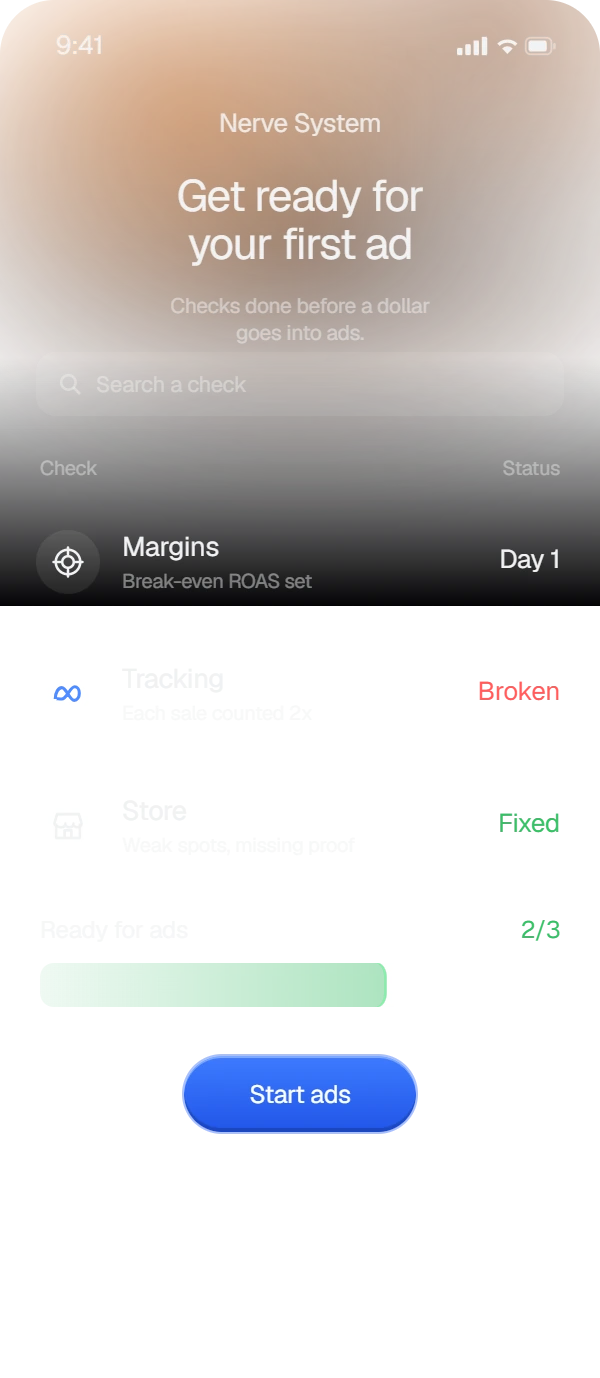 9:41
Nerve System
Get ready for
your first ad
Checks done before a dollar
goes into ads.
Search a check
Check Status
Margins Day 1
Break-even ROAS set
Tracking Broken
Each sale counted 2x
Store Fixed
Weak spots, missing proof
Ready for ads 2/3
Start ads